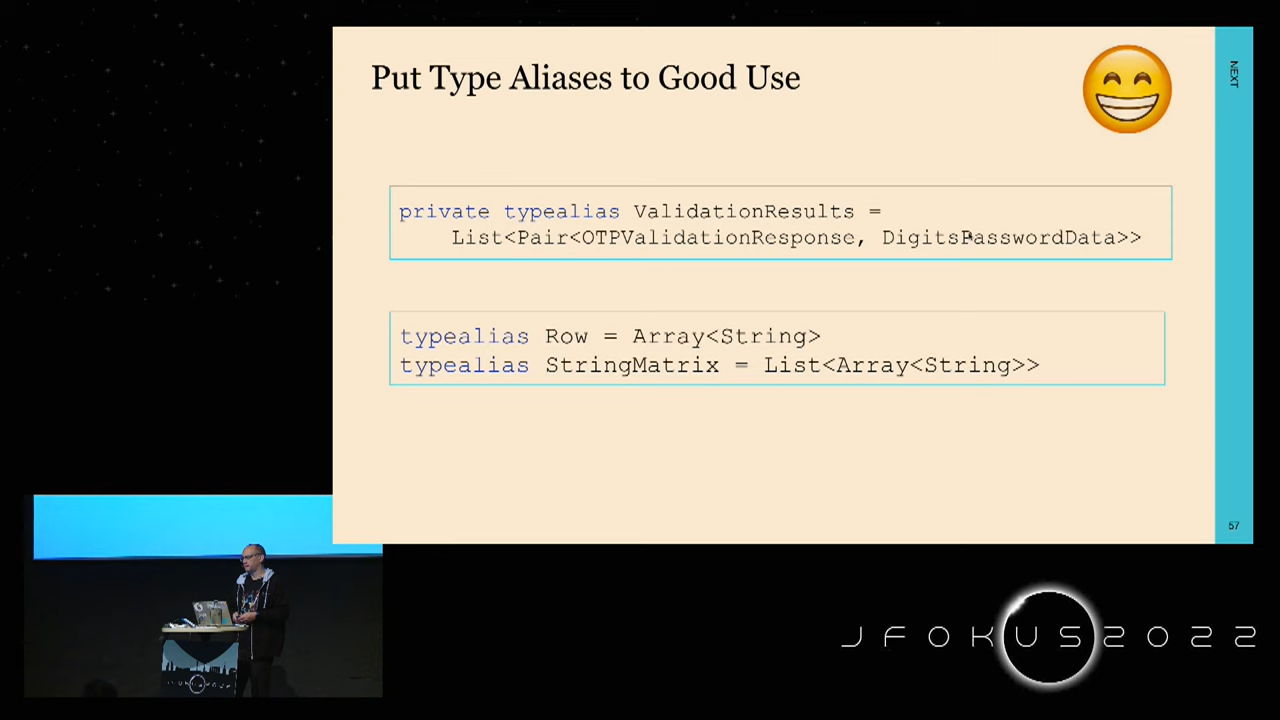 Put Type Aliases to Good Use
NEXT
private typealias ValidationResults =
List<Pair<OTPValidationResponse, DigitsPasswordData>>
typealias Row = Array<String>
typealias StringMatrix = List<Array<String>>
57
JFOKUS2022